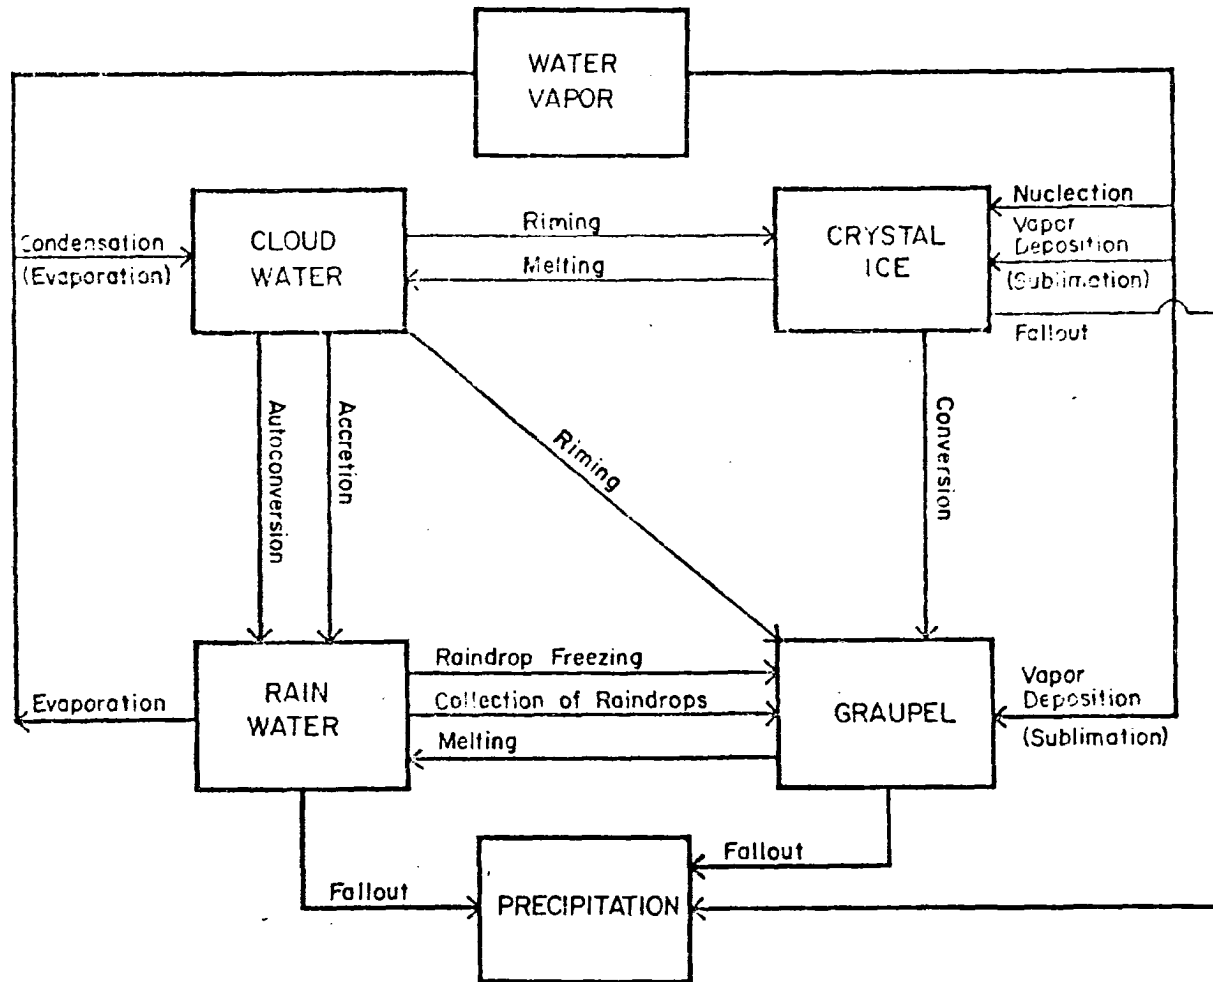 WATER
VAPOR
CLOUD
WATER
CRYSTAL
ICE
Condensation
(Evaporation)
Riming
Melting
Nuclection
Vapor
Deposition
(Sublimation)
Fallout
Autoconversion
Accretion
Riming
Conversion
RAIN
WATER
GRAUPEL
Evaporation
Raindrop Freezing
Collection of Raindrops
Melting
Vapor
Deposition
(Sublimation)
Fallout
Fallout
PRECIPITATION